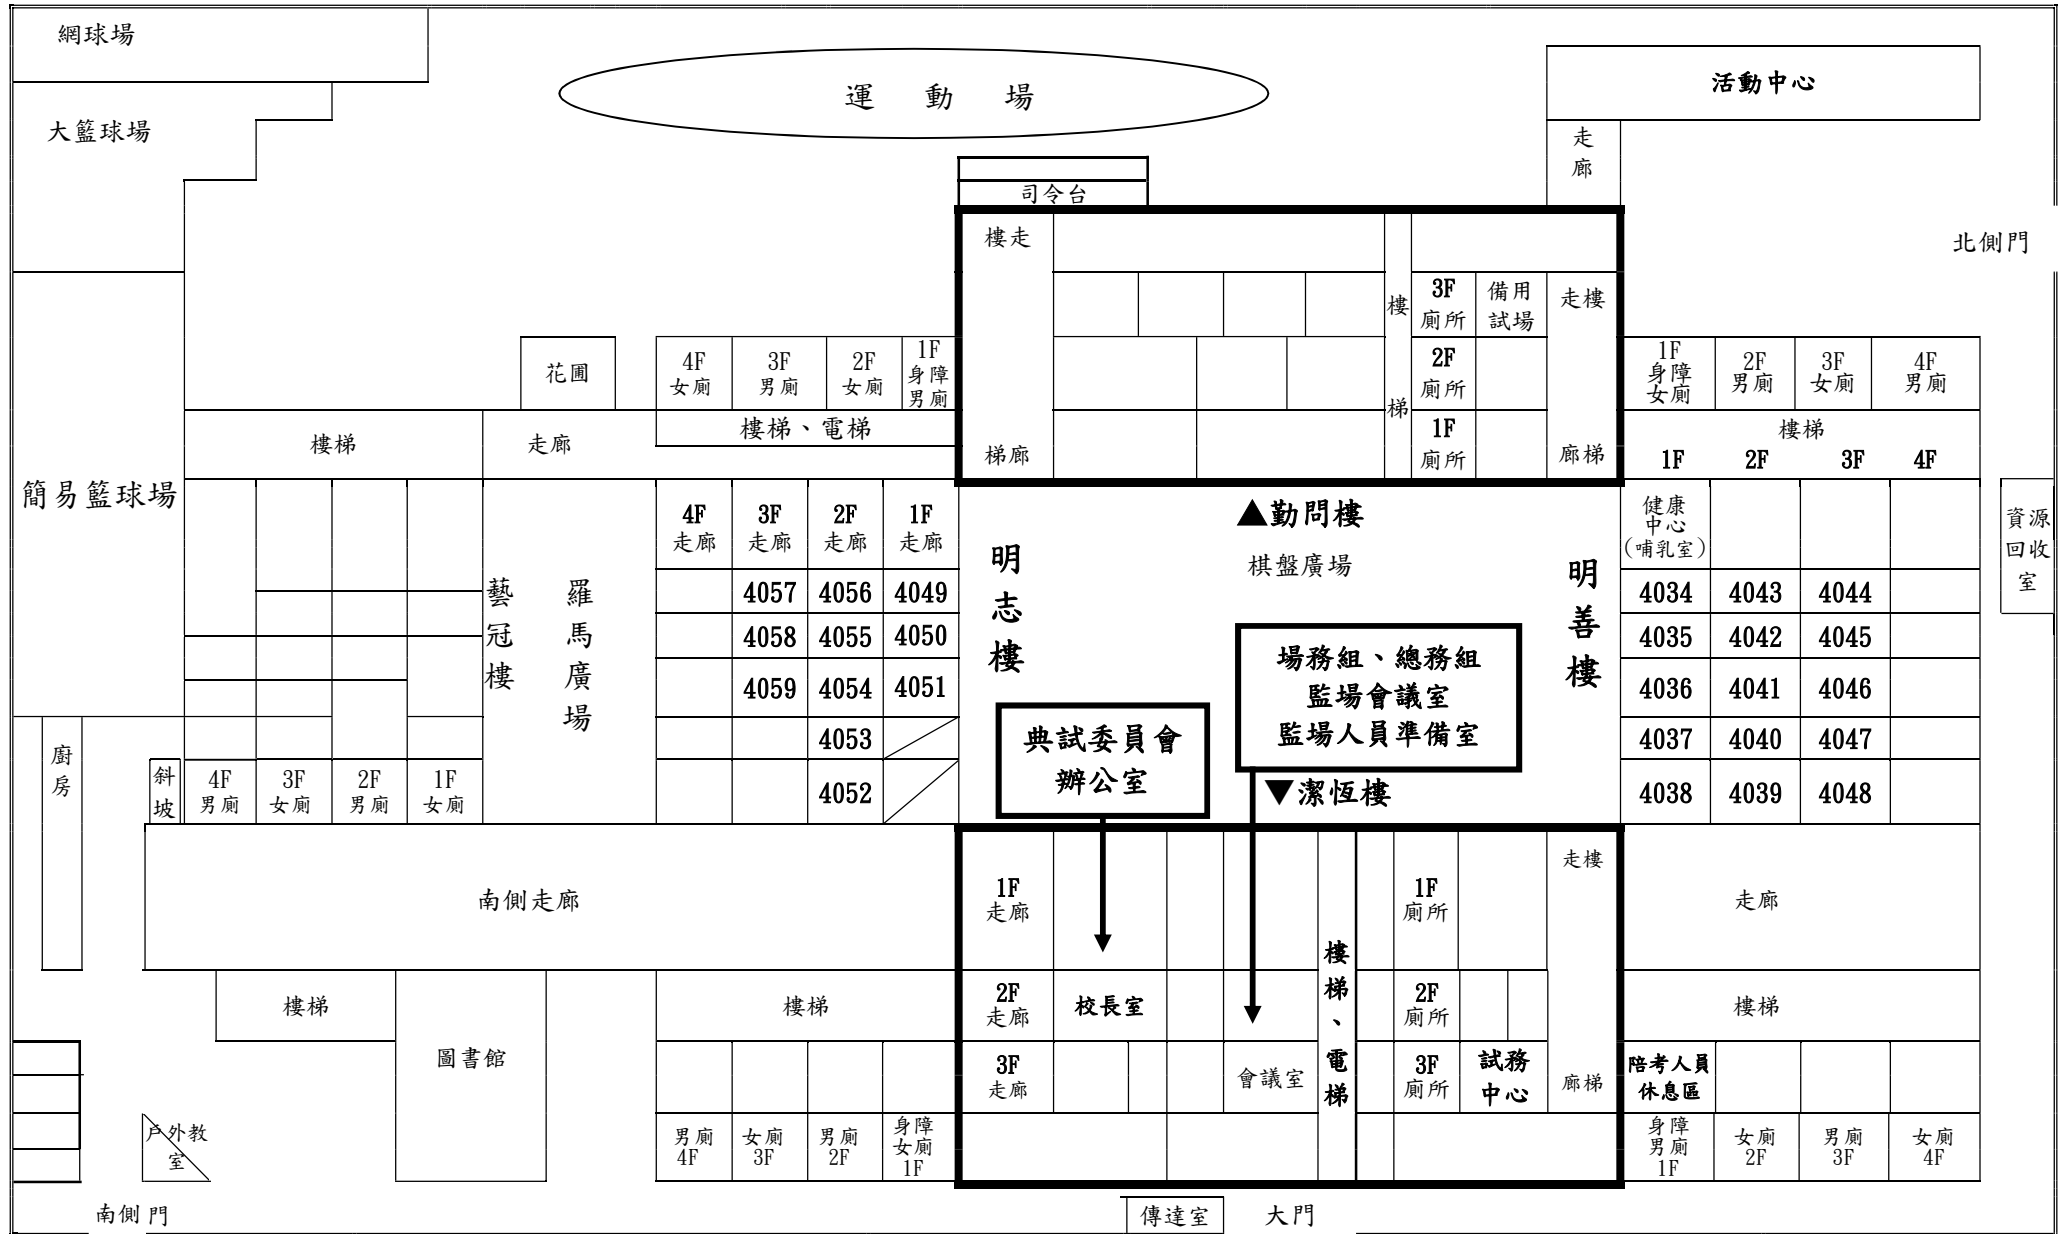 網球場
運動場
活動中心
大籃球場
走
廊
司令台
樓走
北側門
3F
廁所
備用
試場
走樓
樓
花圃
4F
女廁
3F
男廁
2F
女廁
1F
身障
男廁
2F
廁所
1F
身障
女廁
2F
男廁
3F
女廁
4F
男廁
梯
樓梯
走廊
樓梯、電梯
梯廊
1F
廁所
廊梯
樓梯
1F 2F 3F 4F
簡易籃球場
4F
走廊
3F
走廊
2F
走廊
1F
走廊
▲勤問樓
棋盤廣場
健康
中心
(哺乳室)
資源
回收
室
藝冠樓
羅馬廣場
明志樓
明善樓
4057 4056 4049
4058 4055 4050
4059 4054 4051
4053
4052
4034 4043 4044
4035 4042 4045
4036 4041 4046
4037 4040 4047
4038 4039 4048
場務組、總務組
監場會議室
監場人員準備室
典試委員會
辦公室
▼潔恆樓
廚房
斜坡
4F
男廁
3F
女廁
2F
男廁
1F
女廁
南側走廊
1F
走廊
1F
廁所
走樓
走廊
樓梯、電梯
樓梯
圖書館
樓梯
2F
走廊
校長室
2F
廁所
樓梯
3F
走廊
會議室
3F
廁所
試務
中心
廊梯
陪考人員
休息區
戶外教
室
男廁
4F
女廁
3F
男廁
2F
身障
女廁
1F
身障
男廁
1F
女廁
2F
男廁
3F
女廁
4F
南側門
傳達室
大門